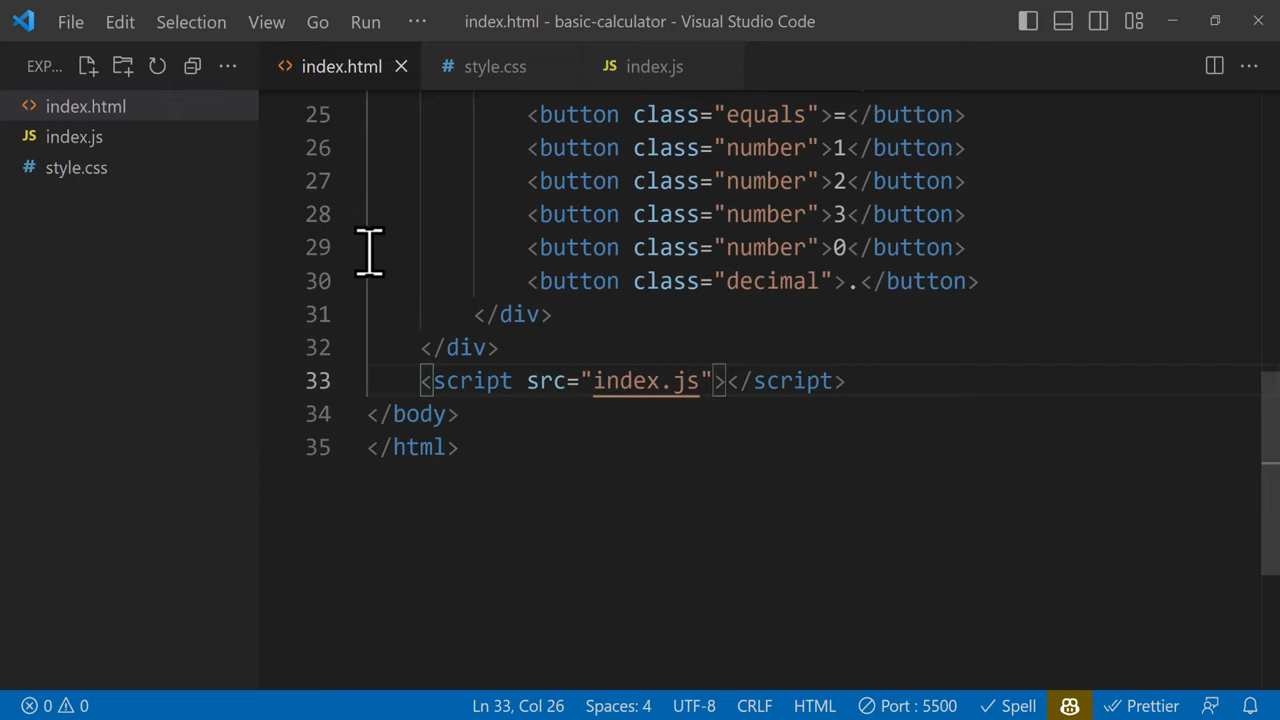 File Edit Selection View Go Run ··· index.html - basic-calculator - Visual Studio Code
EXP... ··· <> index.html × # style.css JS index.js ···
<> index.html
JS index.js
# style.css
25 <button class="equals">=</button>
26 <button class="number">1</button>
27 <button class="number">2</button>
28 <button class="number">3</button>
29 <button class="number">0</button>
30 <button class="decimal">.</button>
31 </div>
32 </div>
33 <script src="index.js"></script>
34 </body>
35 </html>
0 0 Ln 33, Col 26 Spaces: 4 UTF-8 CRLF HTML Port : 5500 Spell Prettier